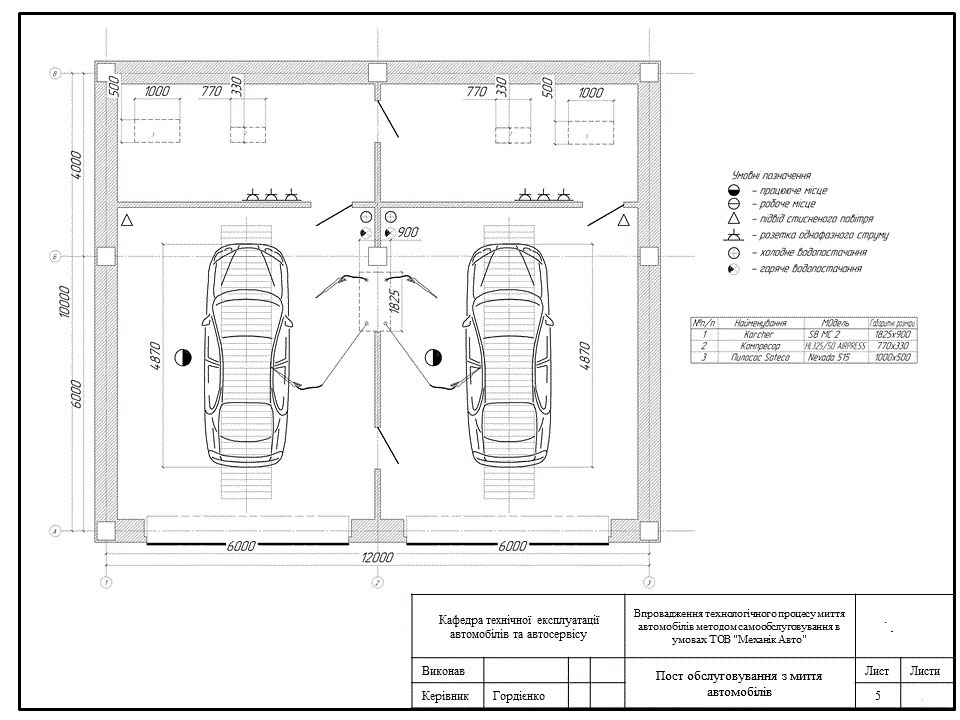 В
500
1000
770
330
770
330
500
1000
4000
Умовні позначення
– працююче місце
– робоче місце
– підвід стисненого повітря
– розетка однофазного струму
– холодне водопостачання
– гаряче водопостачання
900
Б
10000
1825
4870
4870
6000
№п/п Найменування МОдель Габаритні розміри
1 Karcher SB MC 2 1825x900
2 Компресор HL325/50 AIRPRESS 770x330
3 Пиласос Soteco Nevada 515 1000x500
А
6000
6000
12000
1
2
3
Кафедра технічної експлуатації
автомобілів та автосервісу
Впровадження технологічного процесу миття
автомобілів методом самообслуговування в
умовах ТОВ "Механік Авто"
Виконав
Керівник Гордієнко
Пост обслуговування з миття
автомобілів
Лист Листи
5